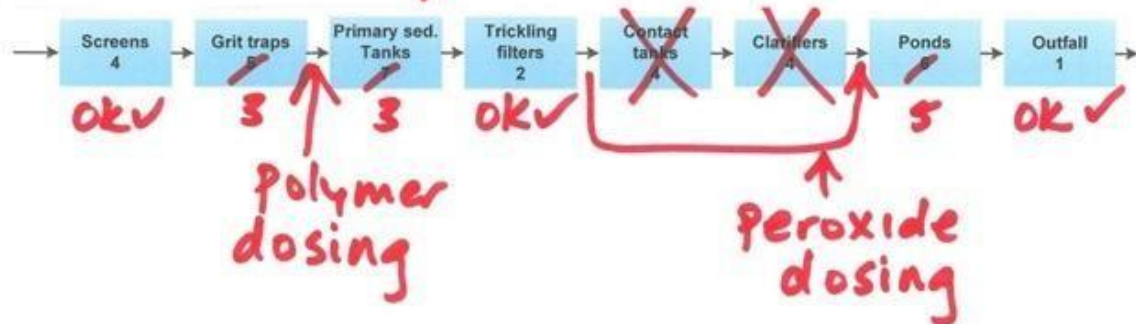 Screens
4
Grit traps
5
Primary sed.
Tanks
7
Trickling
filters
2
Contact
tanks
4
Clarifiers
4
Ponds
6
Outfall
1
OK✓
3
3
OK✓
5
OK✓
Polymer
dosing
Peroxide
dosing